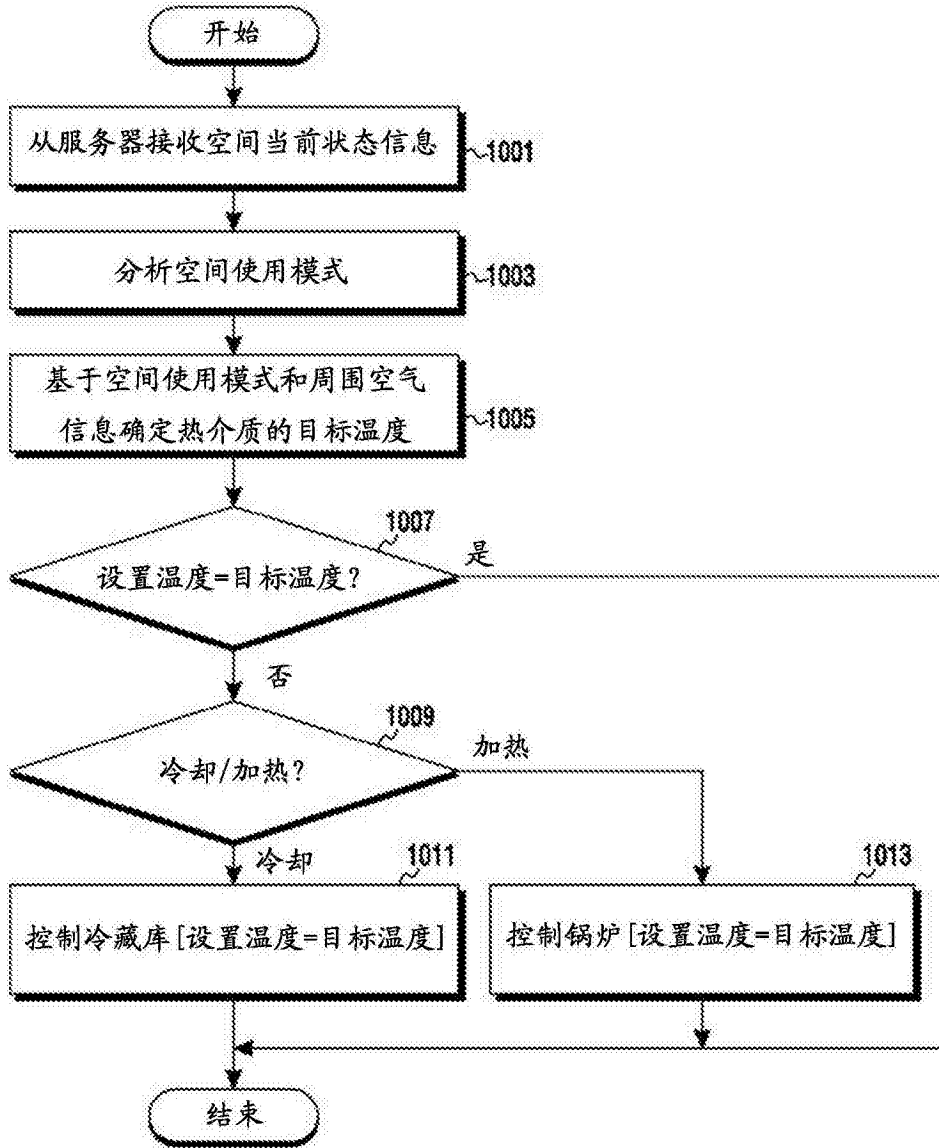 开始
从服务器接收空间当前状态信息
1001
分析空间使用模式
1003
基于空间使用模式和周围空气
信息确定热介质的目标温度
1005
1007
设置温度=目标温度?
是
否
1009
冷却/加热?
加热
冷却
1011
控制冷藏库[设置温度=目标温度]
1013
控制锅炉[设置温度=目标温度]
结束